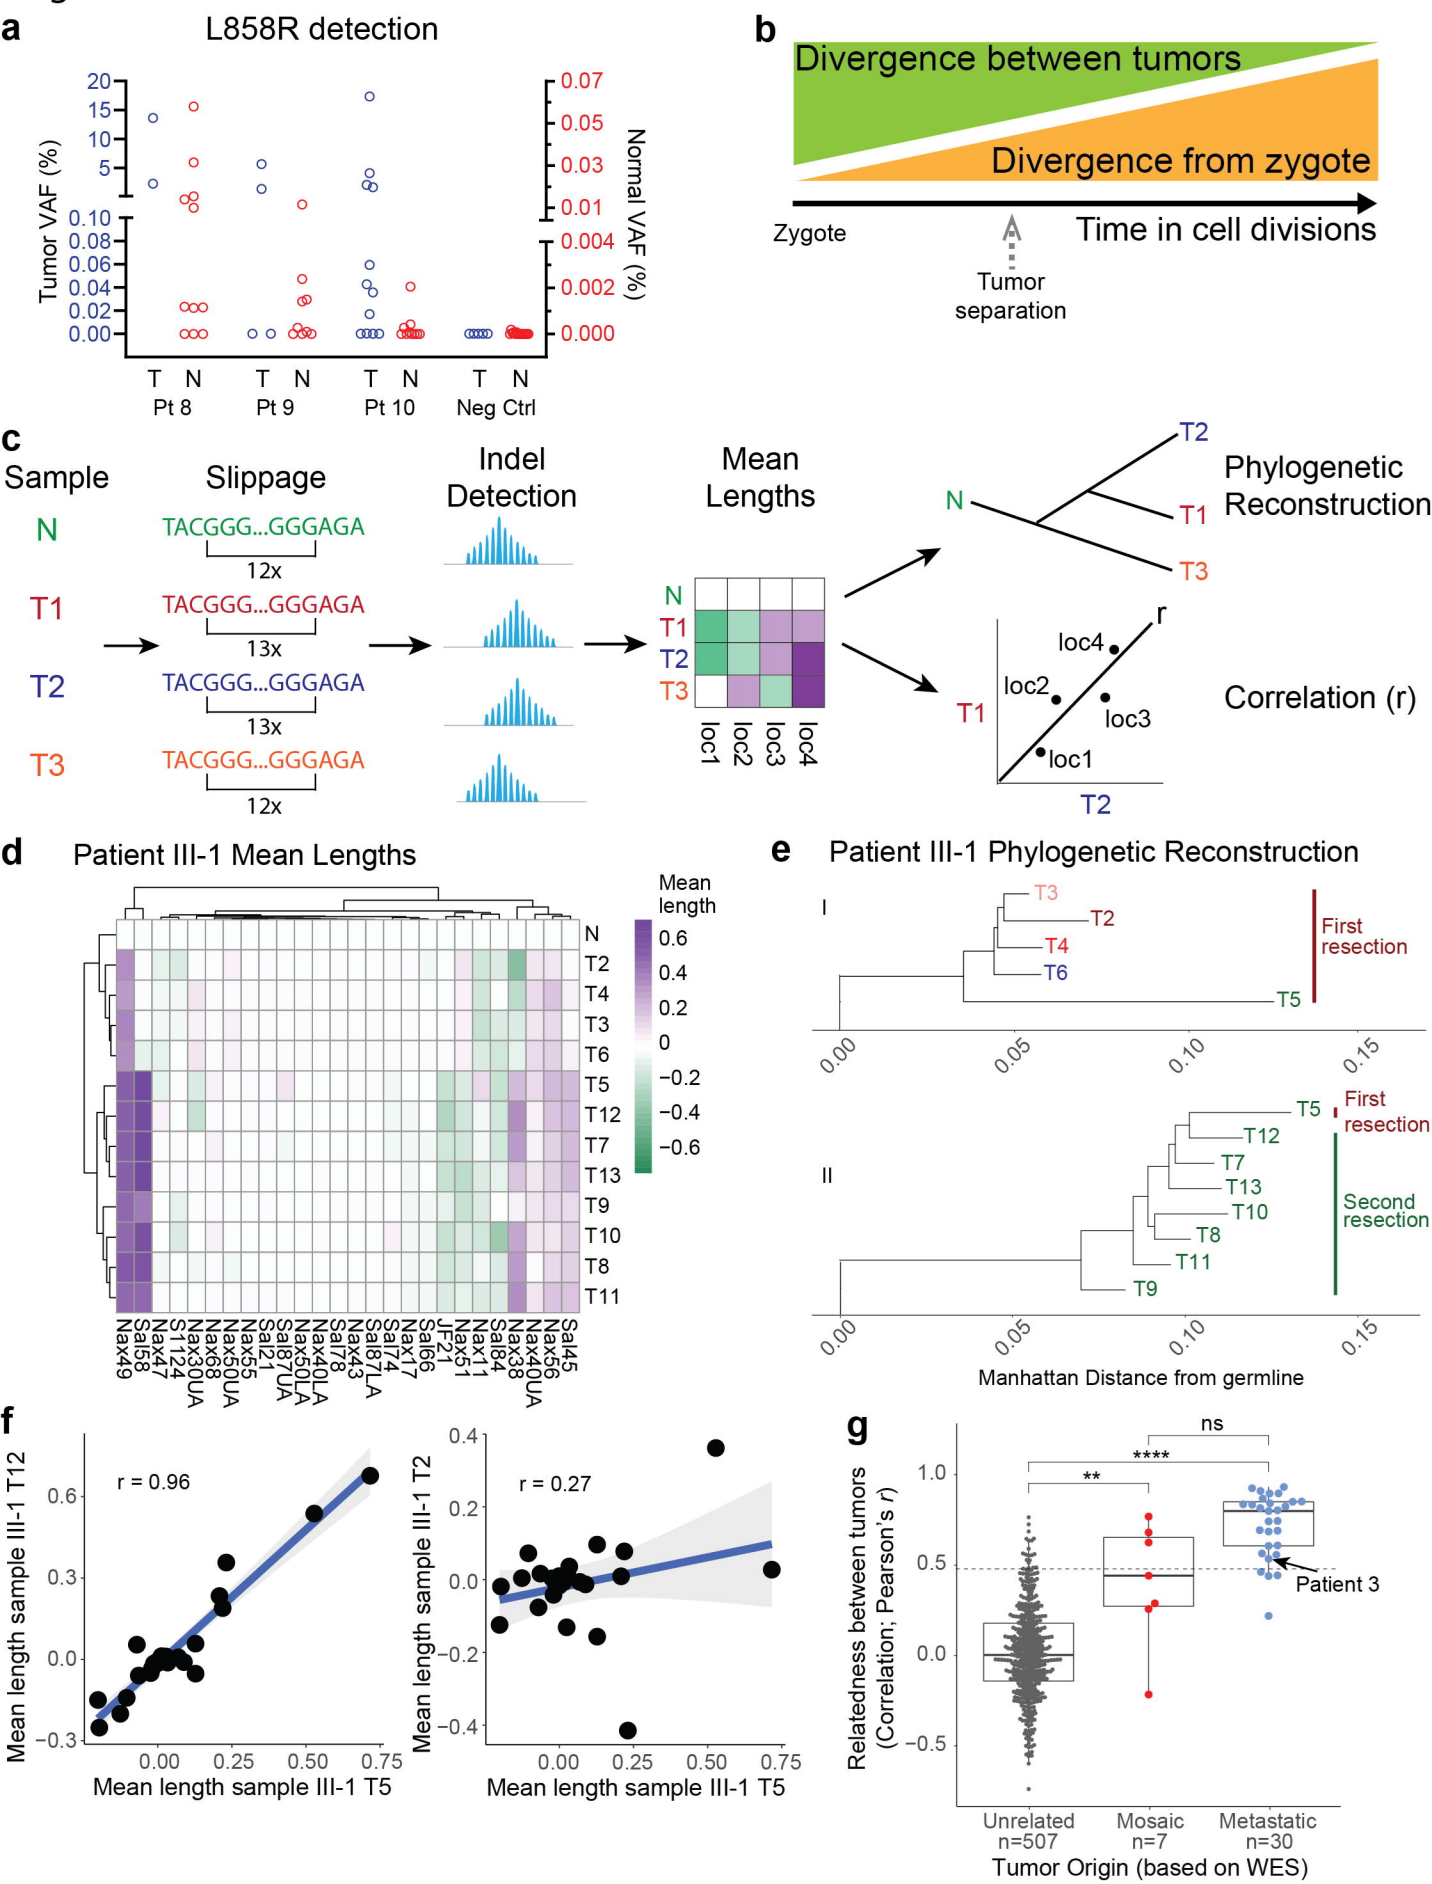 a
L858R detection
Tumor VAF (%)
20
15
10
5
0.10
0.08
0.06
0.04
0.02
0.00
0.07
0.05
0.03
0.01
0.004
0.002
0.000
Normal VAF (%)
T N T N T N T N
Pt 8 Pt 9 Pt 10 Neg Ctrl
b
Divergence between tumors
Divergence from zygote
Zygote
Time in cell divisions
Tumor
separation
c
Sample
Slippage
Indel
Detection
Mean
Lengths
N
TACGGG...GGGAGA
12x
T1
TACGGG...GGGAGA
13x
T2
TACGGG...GGGAGA
13x
T3
TACGGG...GGGAGA
12x
N
T1
T2
T3
loc1
loc2
loc3
loc4
N
T2
T1
T3
Phylogenetic
Reconstruction
r
loc4
loc2
loc3
loc1
T1
T2
Correlation (r)
d
Patient III-1 Mean Lengths
N
T2
T4
T3
T6
T5
T12
T7
T13
T9
T10
T8
T11
Mean
length
0.6
0.4
0.2
0
−0.2
−0.4
−0.6
Nax49
Sal58
Nax47
S1124
Nax30UA
Nax68
Nax50UA
Nax55
Sal21
Sal87UA
Nax50LA
Nax40LA
Sal78
Nax43
Sal87LA
Sal74
Nax17
Sal66
JF21
Nax51
Nax11
Sal84
Nax38
Nax40UA
Nax56
Sal45
e
Patient III-1 Phylogenetic Reconstruction
I
T3
T2
T4
T6
T5
First
resection
0.00
0.05
0.10
0.15
II
T5
T12
T7
T13
T10
T8
T11
T9
First
resection
Second
resection
0.00
0.05
0.10
0.15
Manhattan Distance from germline
f
Mean length sample III-1 T12
0.6
0.3
0.0
−0.3
r = 0.96
0.00 0.25 0.50 0.75
Mean length sample III-1 T5
Mean length sample III-1 T2
0.4
0.2
0.0
−0.2
−0.4
r = 0.27
0.00 0.25 0.50 0.75
Mean length sample III-1 T5
g
Relatedness between tumors
(Correlation; Pearson's r)
1.0
0.5
0.0
−0.5
ns
****
**
Patient 3
Unrelated
n=507
Mosaic
n=7
Metastatic
n=30
Tumor Origin (based on WES)